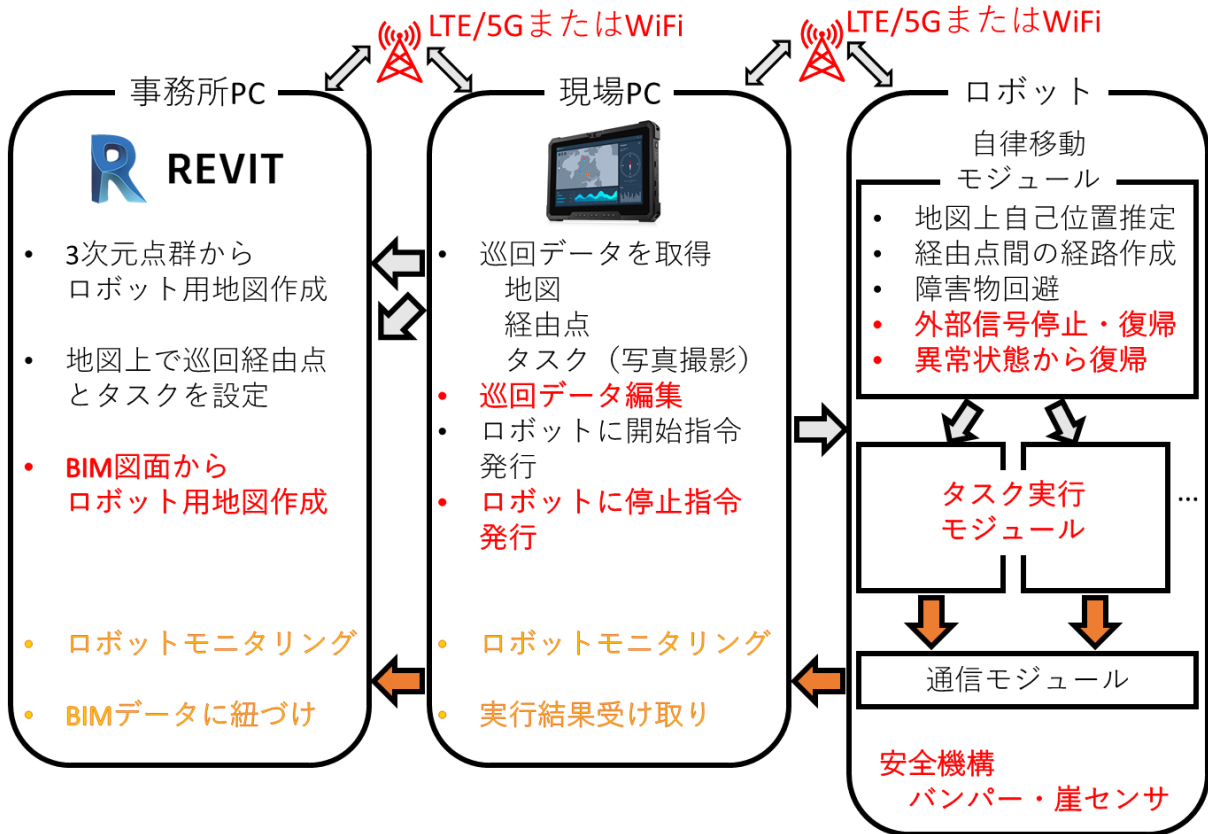 LTE/5GまたはWiFi
LTE/5GまたはWiFi
事務所PC
REVIT
• 3次元点群から
ロボット用地図作成
• 地図上で巡回経由点
とタスクを設定
• BIM図面から
ロボット用地図作成
• ロボットモニタリング
• BIMデータに紐づけ
現場PC
• 巡回データを取得
地図
経由点
タスク（写真撮影）
• 巡回データ編集
• ロボットに開始指令
発行
• ロボットに停止指令
発行
• ロボットモニタリング
• 実行結果受け取り
ロボット
自律移動
モジュール
• 地図上自己位置推定
• 経由点間の経路作成
• 障害物回避
• 外部信号停止・復帰
• 異常状態から復帰
タスク実行
モジュール
...
通信モジュール
安全機構
バンパー・崖センサ